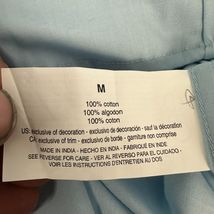 M
100% cotton
100% algodon
100% coton
US: exclusive of decoration - exclusivo de decoración - sauf la décoration
CA: exclusive of trim - exclusivo de borde - garniture non comprise
MADE IN INDIA - HECHO EN INDIA - FABRIQUÉ EN INDE
SEE REVERSE FOR CARE - VER AL REVERSO PARA EL CUIDADO -
VOIR LES INSTRUCTIONS D'ENTRETIEN AU DOS